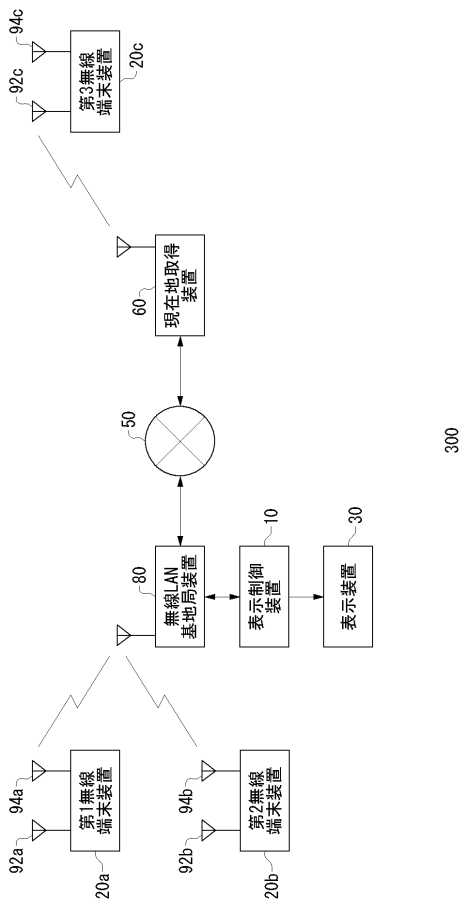 92a
94a
第1無線
端末装置
20a
92b
94b
第2無線
端末装置
20b
80
無線LAN
基地局装置
10
表示制御
装置
30
表示装置
50
60
現在地取得
装置
92c
94c
第3無線
端末装置
20c
300